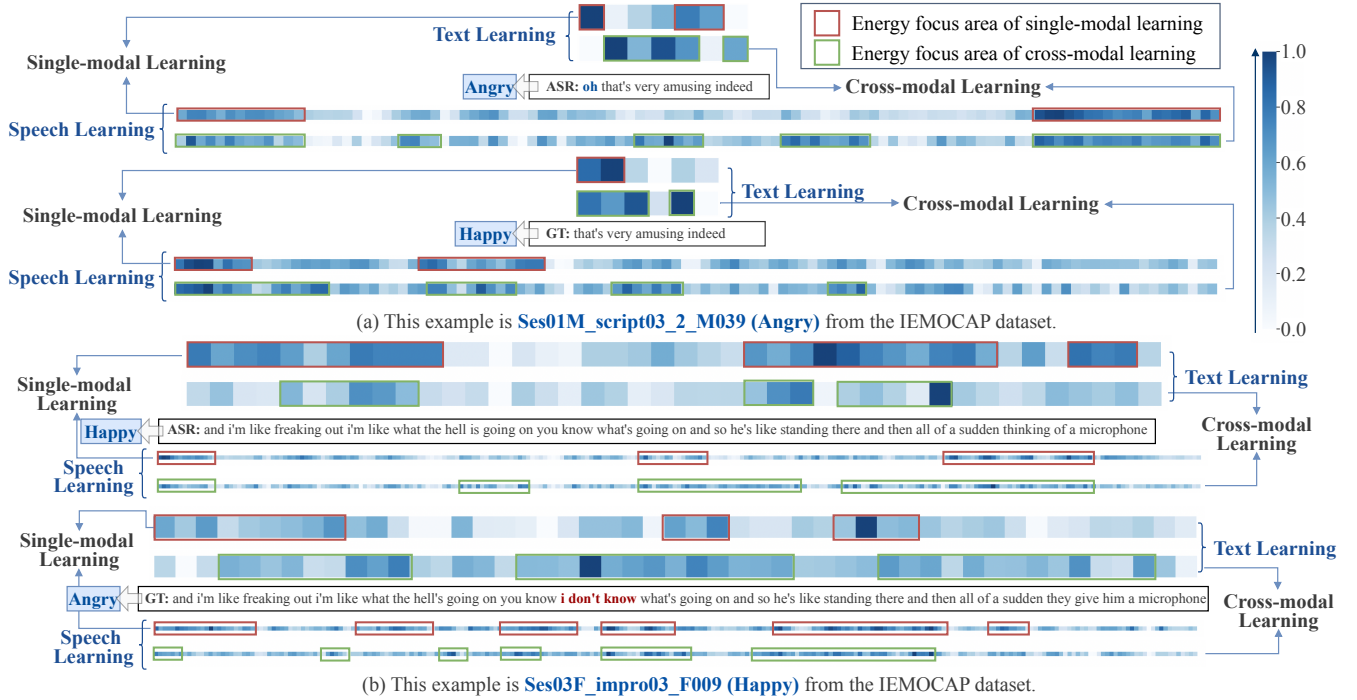 Energy focus area of single-modal learning
Energy focus area of cross-modal learning
Text Learning
Single-modal Learning
Angry
ASR: oh that's very amusing indeed
Cross-modal Learning
Speech Learning
Text Learning
Single-modal Learning
Cross-modal Learning
Happy
GT: that's very amusing indeed
Speech Learning
1.0
0.8
0.6
0.4
0.2
0.0
(a) This example is Ses01M_script03_2_M039 (Angry) from the IEMOCAP dataset.
Single-modal
Learning
Text Learning
Happy
ASR: and i'm like freaking out i'm like what the hell is going on you know what's going on and so he's like standing there and then all of a sudden thinking of a microphone
Cross-modal
Learning
Speech
Learning
Single-modal
Learning
Text Learning
Angry
GT: and i'm like freaking out i'm like what the hell's going on you know i don't know what's going on and so he's like standing there and then all of a sudden they give him a microphone
Cross-modal
Learning
Speech
Learning
(b) This example is Ses03F_impro03_F009 (Happy) from the IEMOCAP dataset.